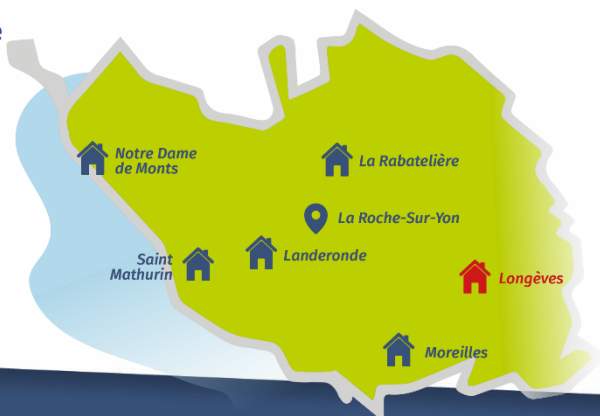 e
Notre Dame
de Monts
La Rabatelière
La Roche-Sur-Yon
Saint
Mathurin
Landeronde
Longèves
Moreilles